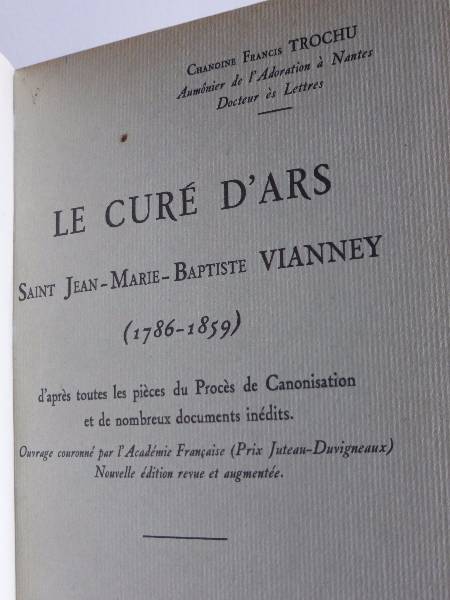 Chanoine Francis TROCHU
Aumônier de l'Adoration à Nantes
Docteur ès Lettres
LE CURÉ D'ARS
Saint Jean-Marie-Baptiste VIANNEY
(1786-1859)
d'après toutes les pièces du Procès de Canonisation
et de nombreux documents inédits.
Ouvrage couronné par l'Académie Française (Prix Juteau-Duvigneaux)
Nouvelle édition revue et augmentée.